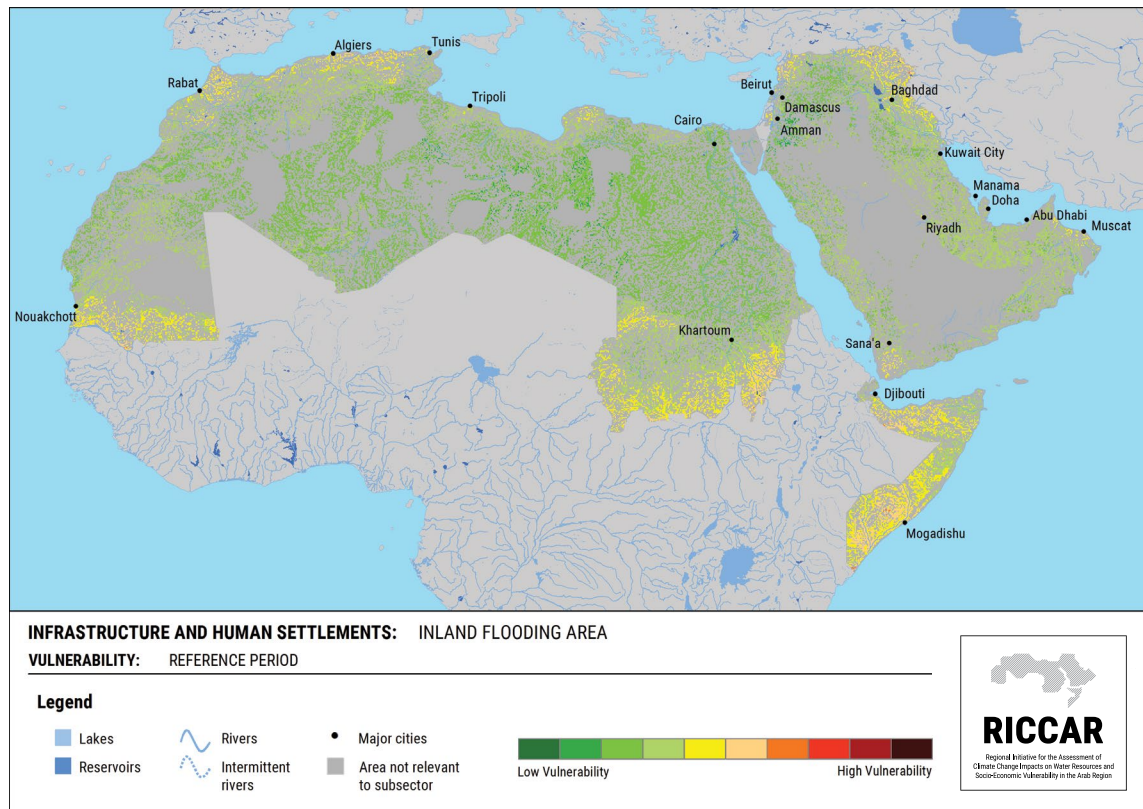 Algiers
Tunis
Rabat
Tripoli
Beirut
Damascus
Amman
Baghdad
Cairo
Kuwait City
Manama
Doha
Abu Dhabi
Muscat
Riyadh
Nouakchott
Khartoum
Sana'a
Djibouti
Mogadishu
INFRASTRUCTURE AND HUMAN SETTLEMENTS: INLAND FLOODING AREA
VULNERABILITY: REFERENCE PERIOD
Legend
Lakes
Reservoirs
Rivers
Intermittent
rivers
Major cities
Area not relevant
to subsector
Low Vulnerability
High Vulnerability
RICCAR
Regional Initiative for the Assessment of
Climate Change Impacts on Water Resources and
Socio-Economic Vulnerability in the Arab Region